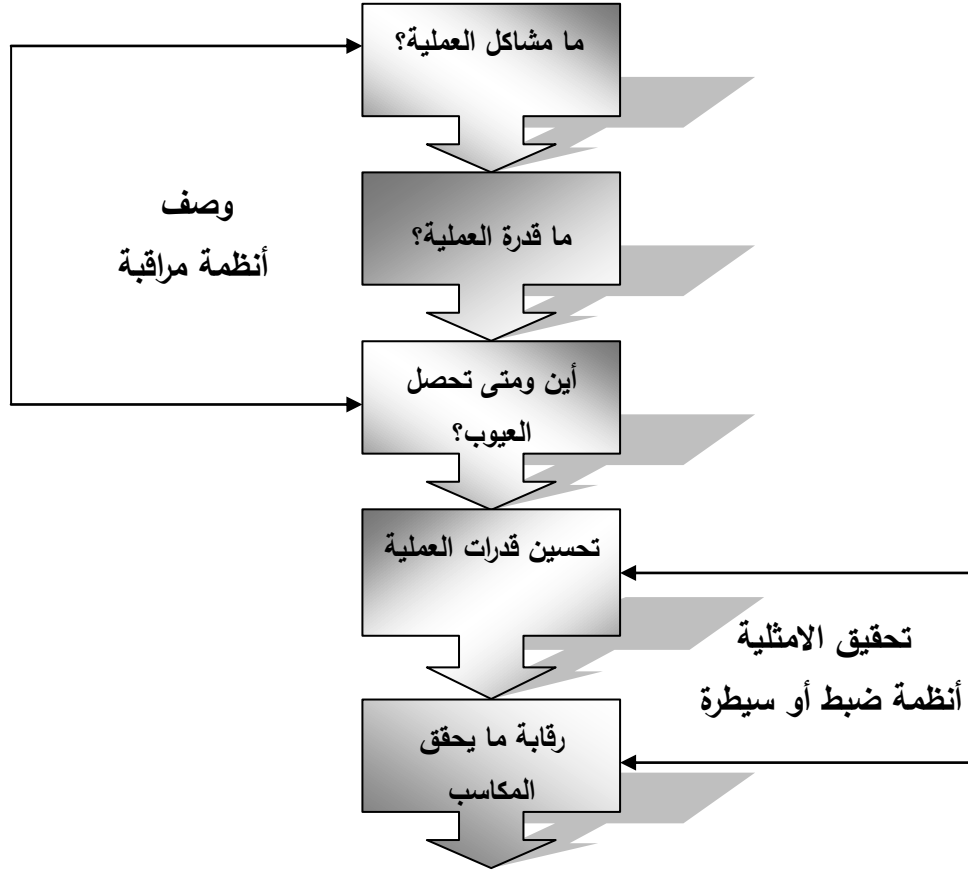 ما مشاكل العملية؟
ما قدرة العملية؟
وصف
أنظمة مراقبة
أين ومتى تحصل
العيوب؟
تحسين قدرات العملية
تحقيق الامثلية
أنظمة ضبط أو سيطرة
رقابة ما يحقق
المكاسب